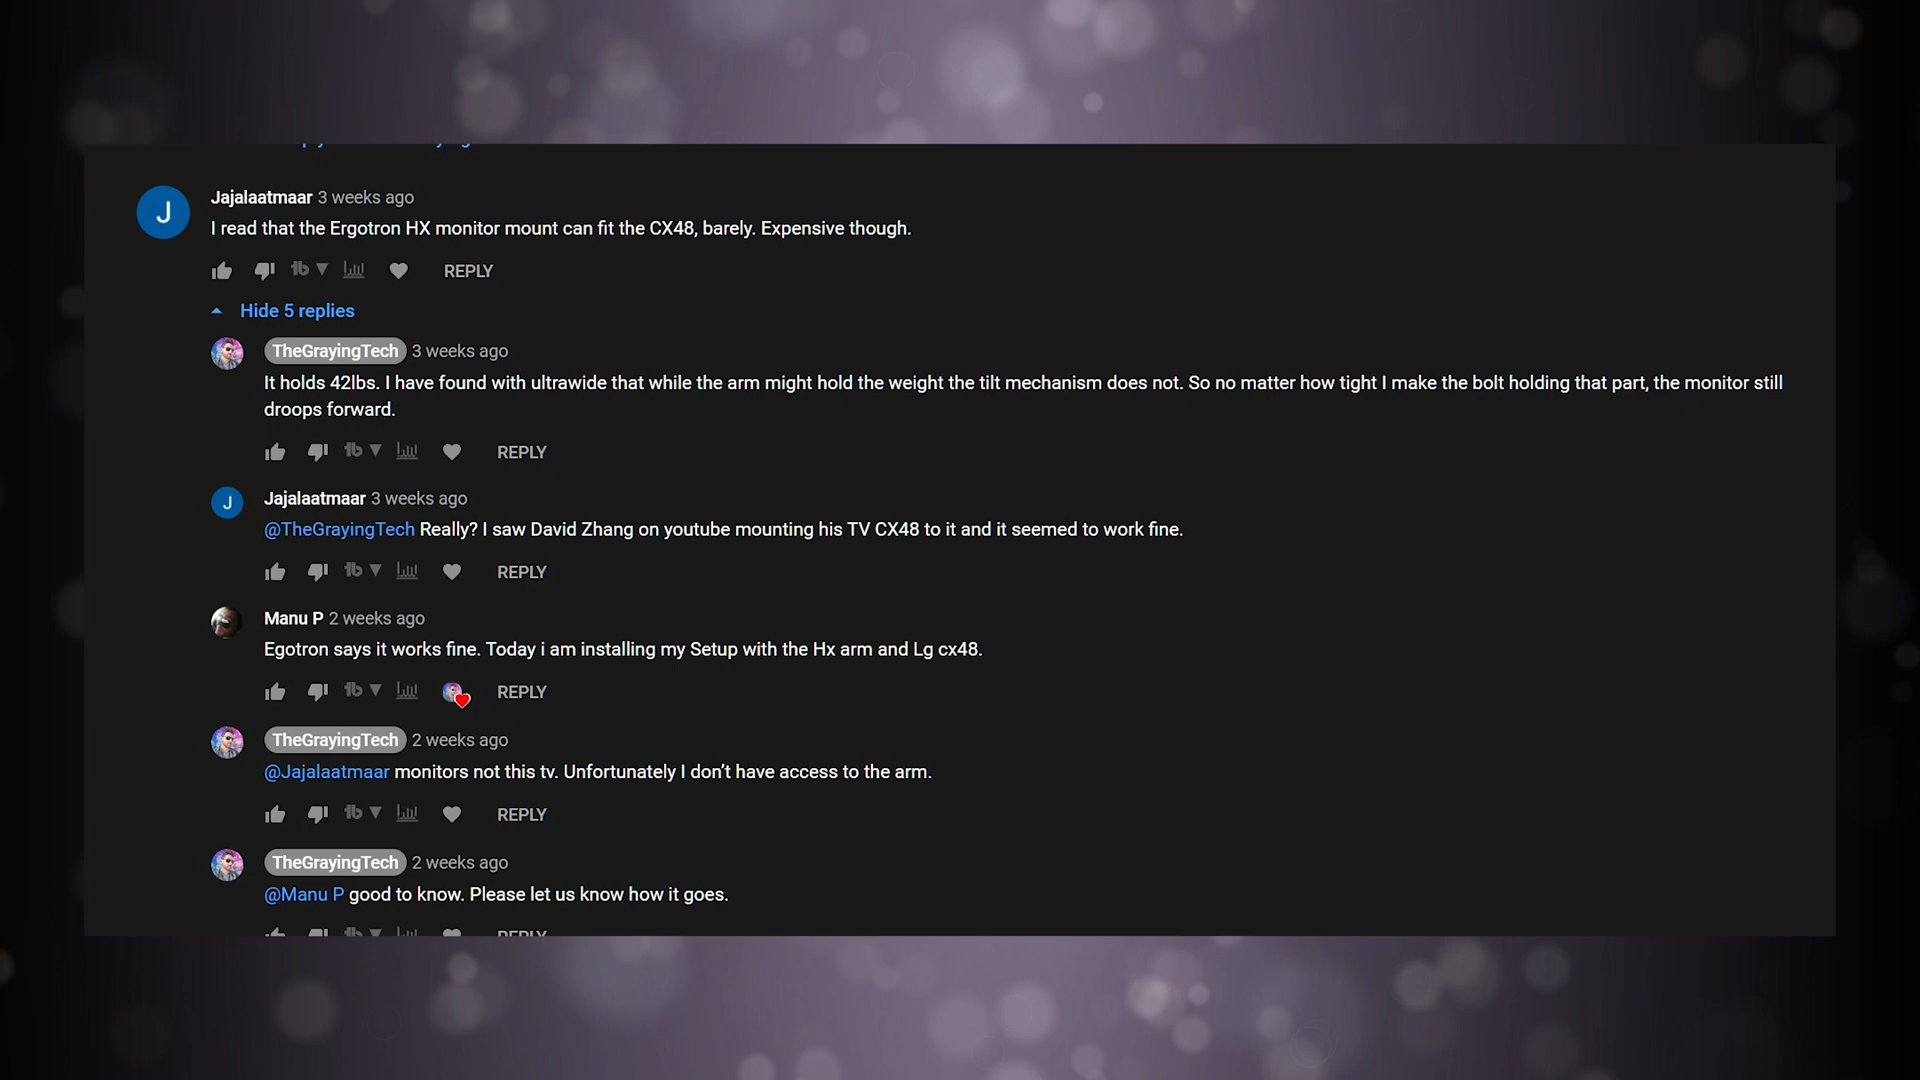 Jajalaatmaar 3 weeks ago
I read that the Ergotron HX monitor mount can fit the CX48, barely. Expensive though.
REPLY
Hide 5 replies
TheGrayingTech 3 weeks ago
It holds 42lbs. I have found with ultrawide that while the arm might hold the weight the tilt mechanism does not. So no matter how tight I make the bolt holding that part, the monitor still
droops forward.
REPLY
Jajalaatmaar 3 weeks ago
@TheGrayingTech Really? I saw David Zhang on youtube mounting his TV CX48 to it and it seemed to work fine.
REPLY
Manu P 2 weeks ago
Egotron says it works fine. Today i am installing my Setup with the Hx arm and Lg cx48.
REPLY
TheGrayingTech 2 weeks ago
@Jajalaatmaar monitors not this tv. Unfortunately I don’t have access to the arm.
REPLY
TheGrayingTech 2 weeks ago
@Manu P good to know. Please let us know how it goes.
REPLY